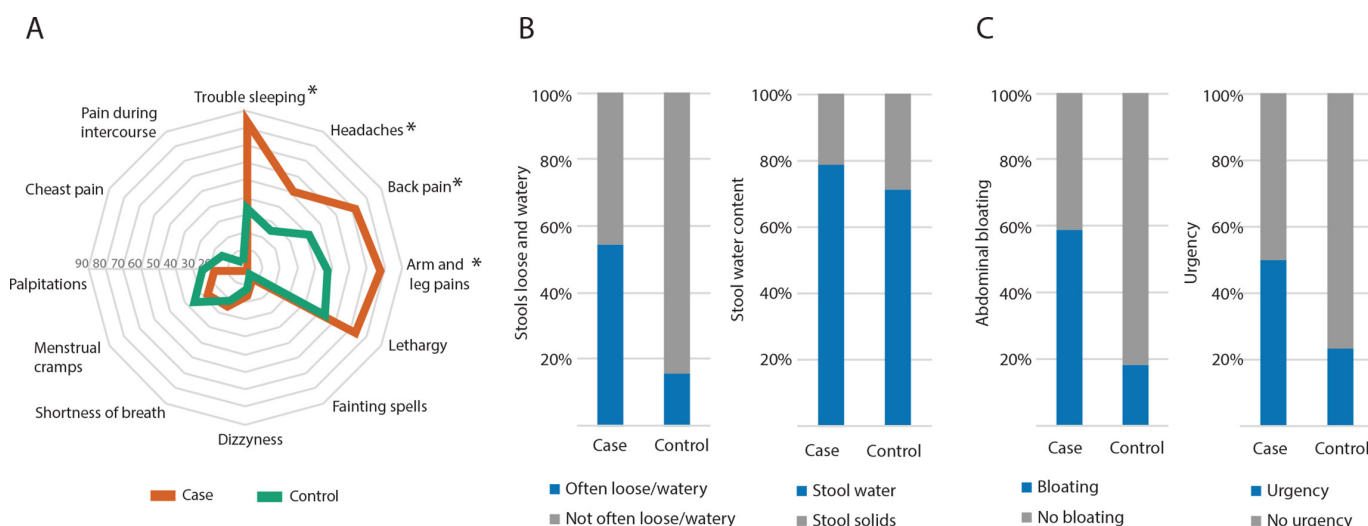 A
Trouble sleeping*
Pain during
intercourse
Headaches*
Cheast pain
Back pain*
90 80 70 60 50 40 30 20
Palpitations
Arm and *
leg pains
Menstrual
cramps
Lethargy
Shortness of breath
Fainting spells
Dizzyness
Case
Control
B
Stools loose and watery
100%
80%
60%
40%
20%
Case
Control
Often loose/watery
Not often loose/watery
Stool water content
100%
80%
60%
40%
20%
Case
Control
Stool water
Stool solids
C
Abdominal bloating
100%
80%
60%
40%
20%
Case
Control
Bloating
No bloating
Urgency
100%
80%
60%
40%
20%
Case
Control
Urgency
No urgency